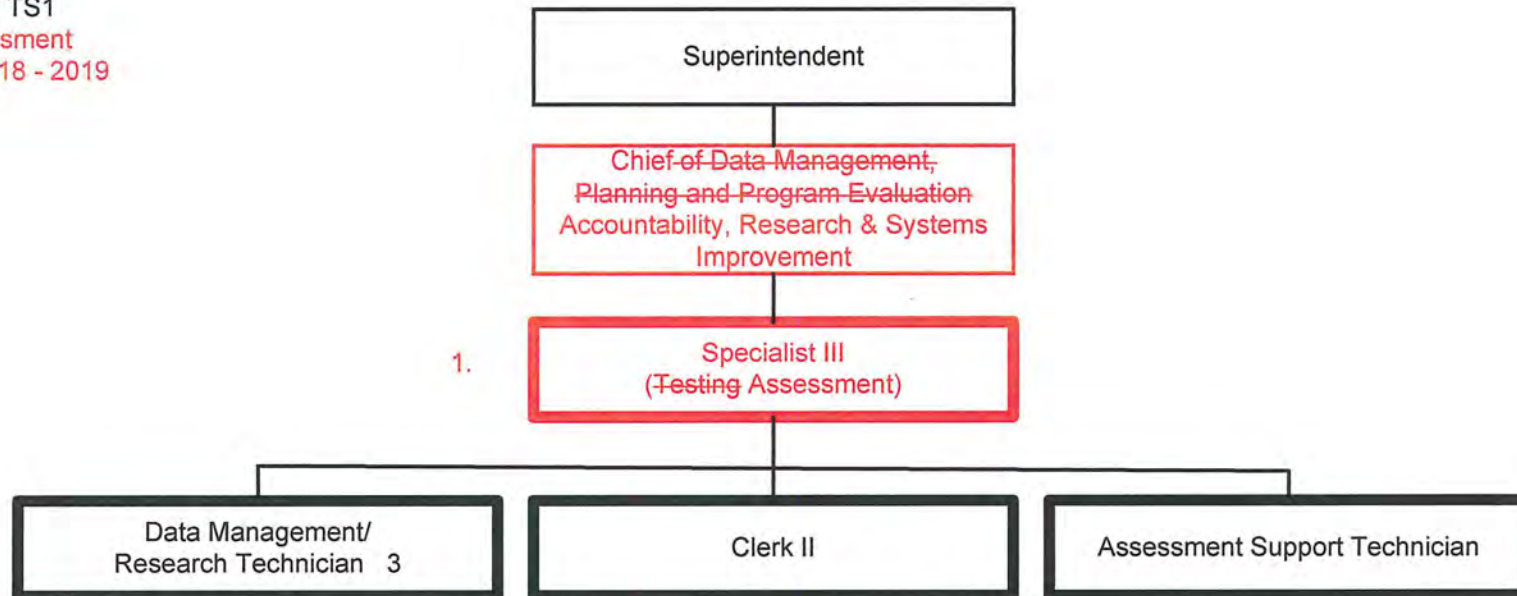 TS1
sment
18 - 2019
Superintendent
Chief of Data Management,
Planning and Program Evaluation
Accountability, Research & Systems
Improvement
1.
Specialist III
(Testing Assessment)
Data Management/
Research Technician 3
Clerk II
Assessment Support Technician